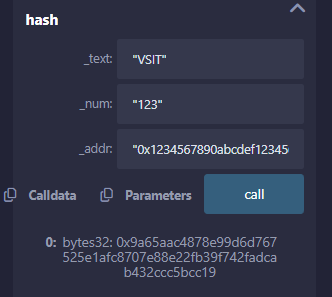 hash
_text: "VSIT"
_num: "123"
_addr: "0x1234567890abcdef12345
Calldata Parameters call
0: bytes32: 0x9a65aac4878e99d6d767
525e1afc8707e88e22fb39f742fadca
b432ccc5bcc19